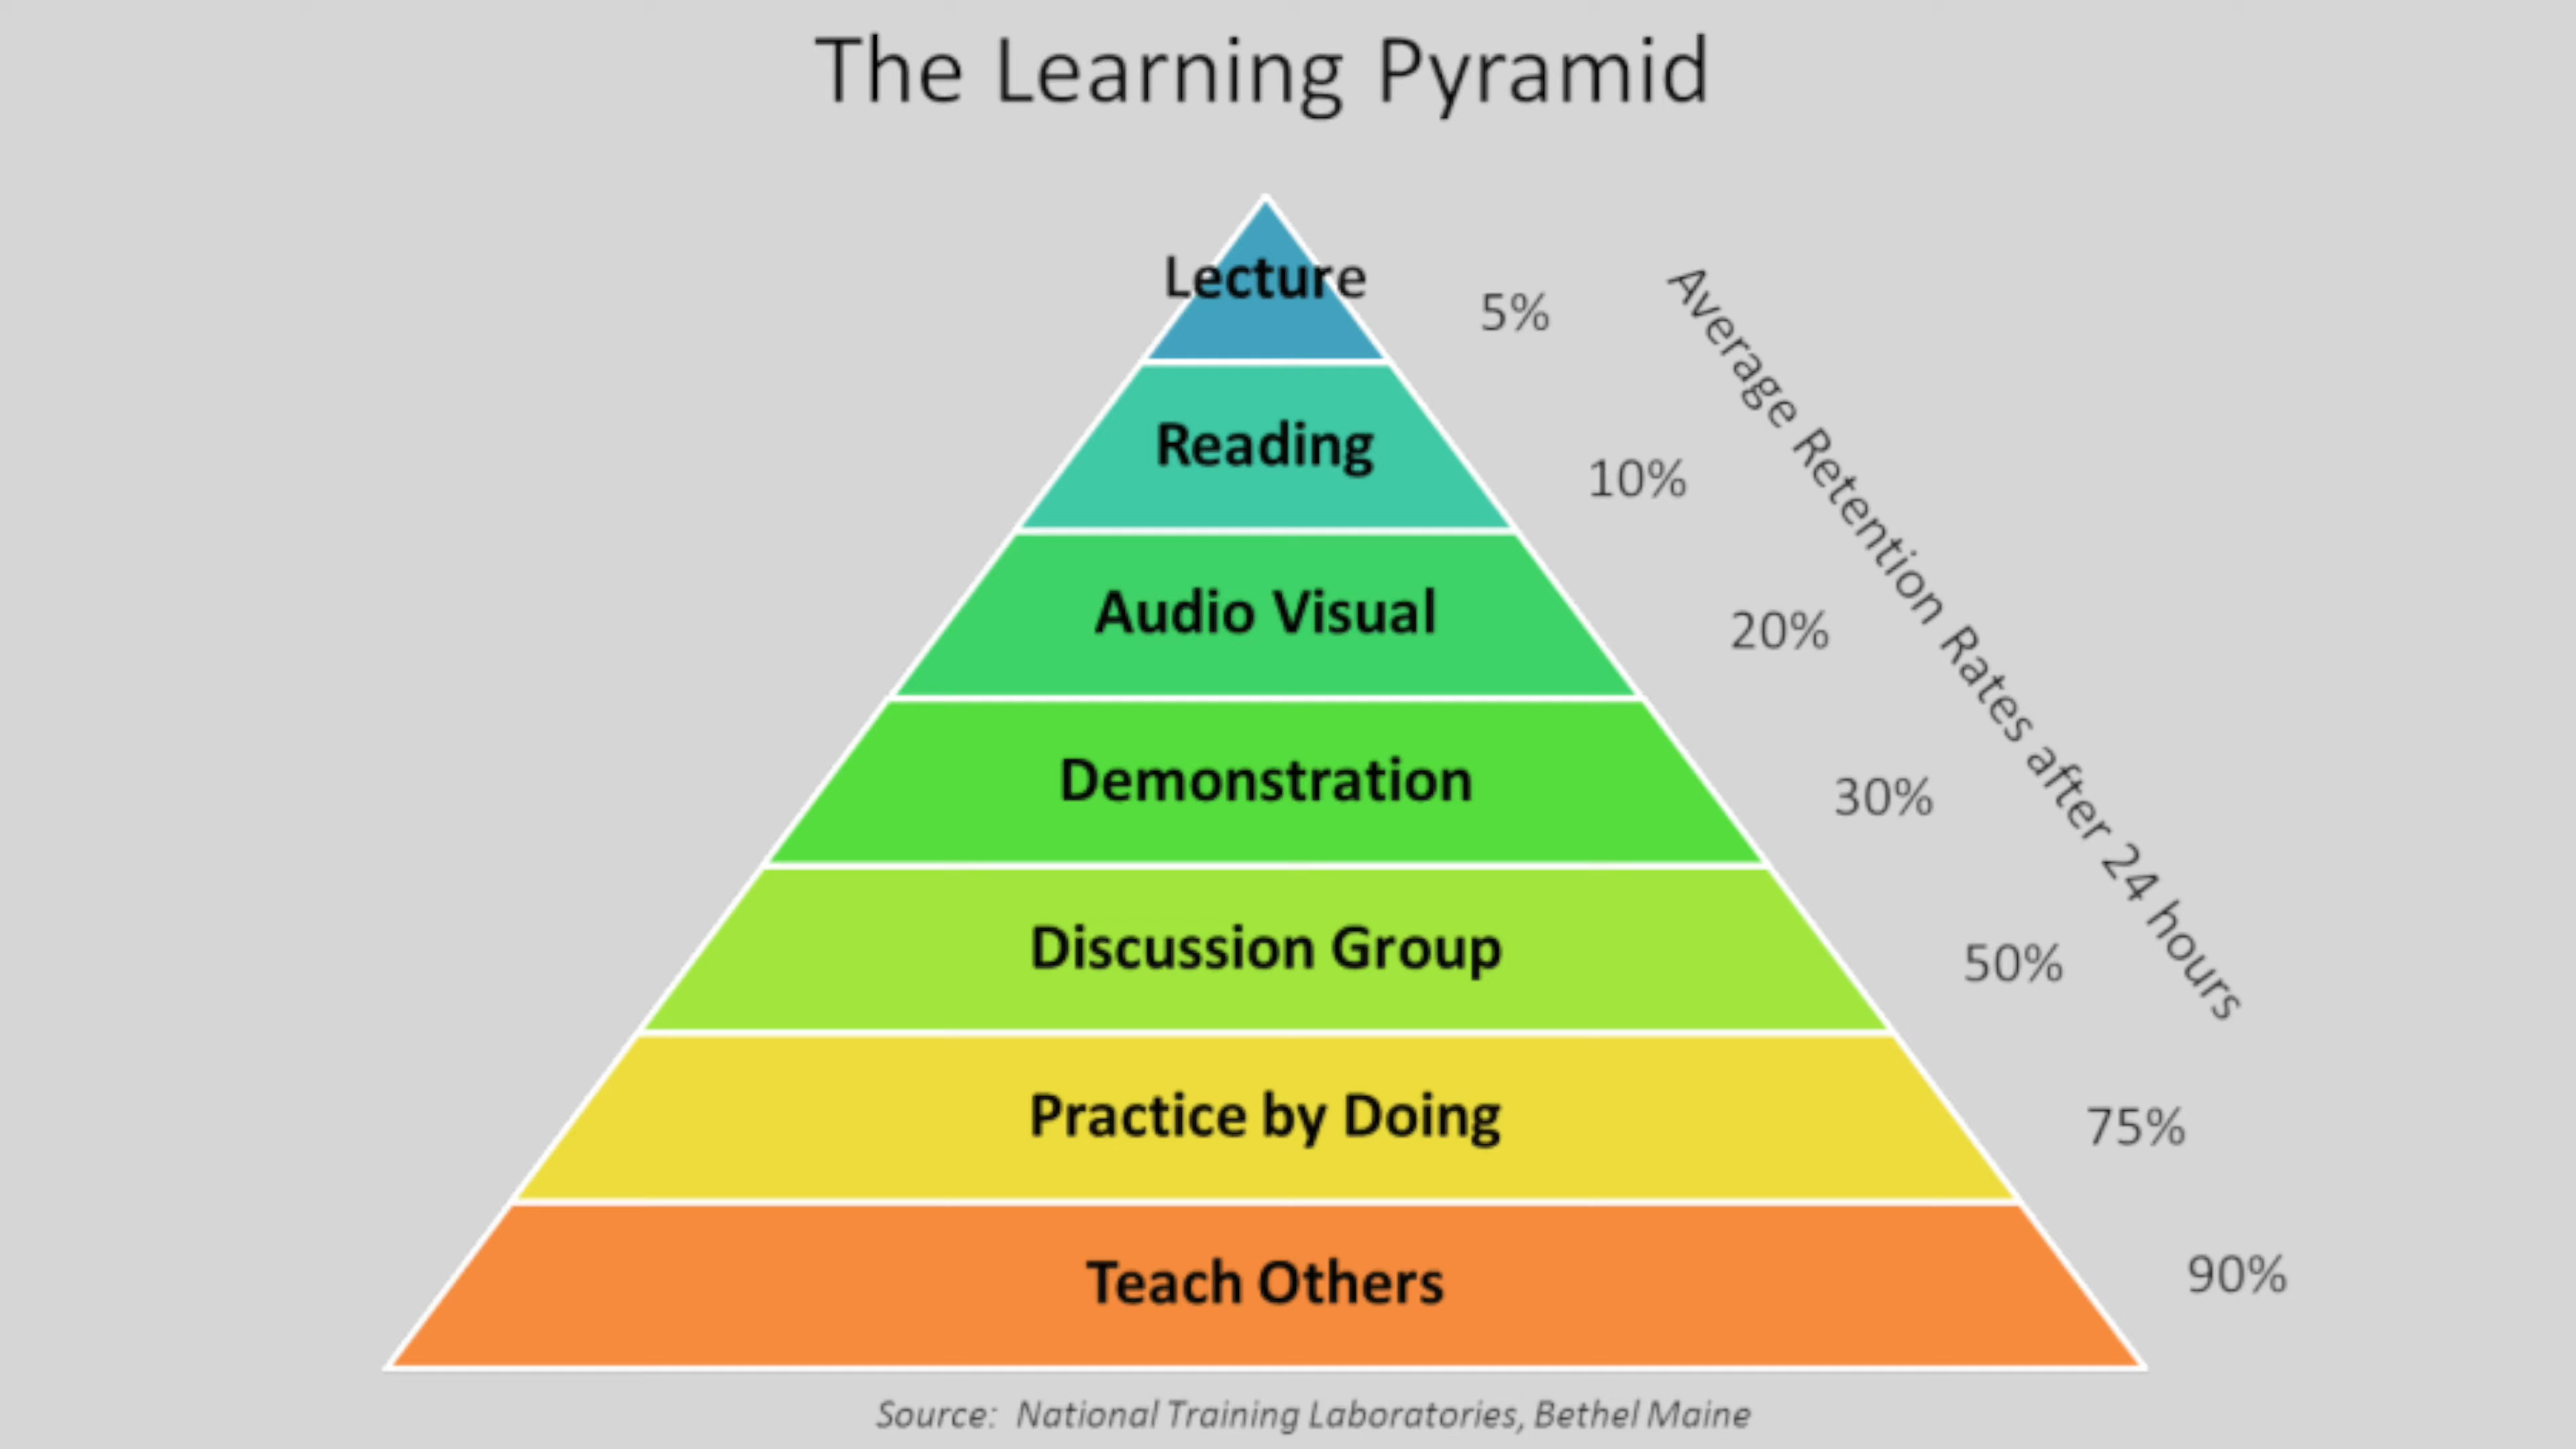 The Learning Pyramid
Lecture
5%
Average Retention Rates after 24 hours
Reading
10%
Audio Visual
20%
Demonstration
30%
Discussion Group
50%
Practice by Doing
75%
Teach Others
90%
Source: National Training Laboratories, Bethel Maine